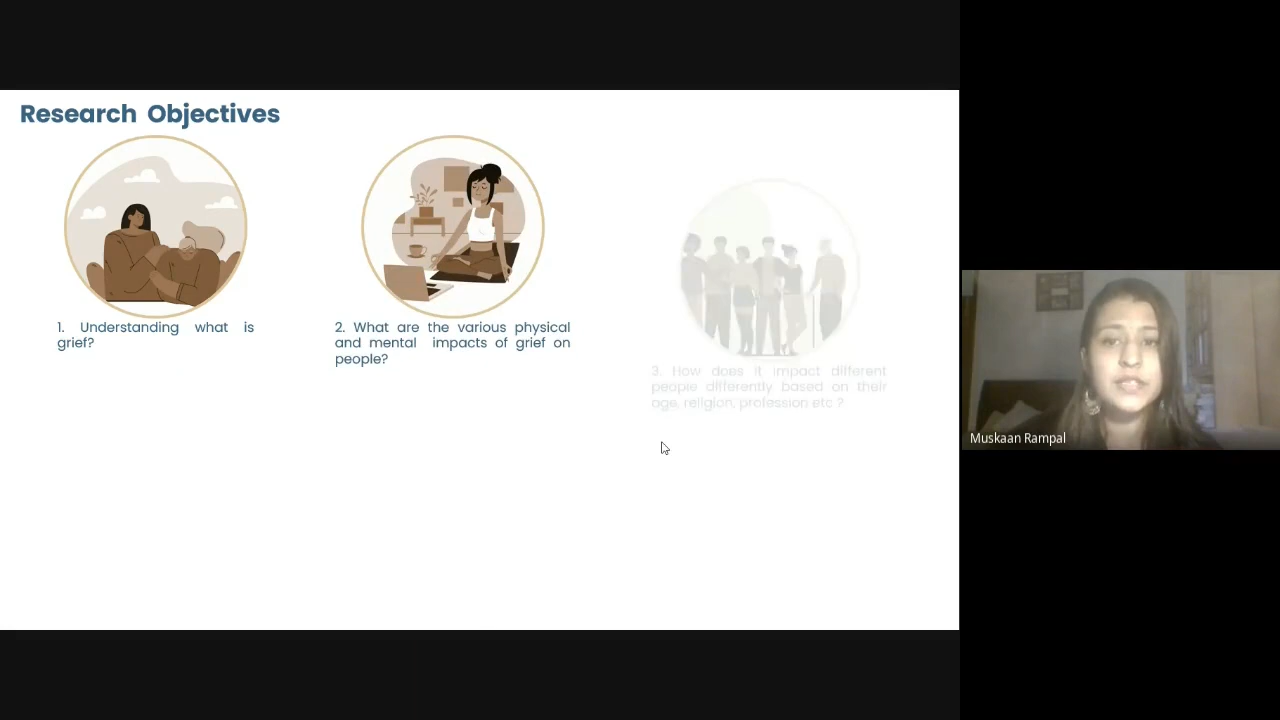 Research Objectives
1. Understanding what is
grief?
2. What are the various physical
and mental impacts of grief on
people?
3. How does it impact different
people differently based on their
age, religion, profession etc ?
Muskaan Rampal